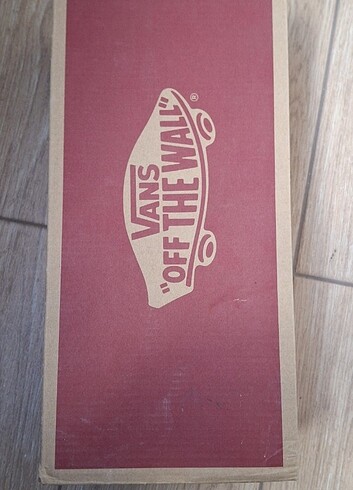 VANS
"OFF THE WALL"
®